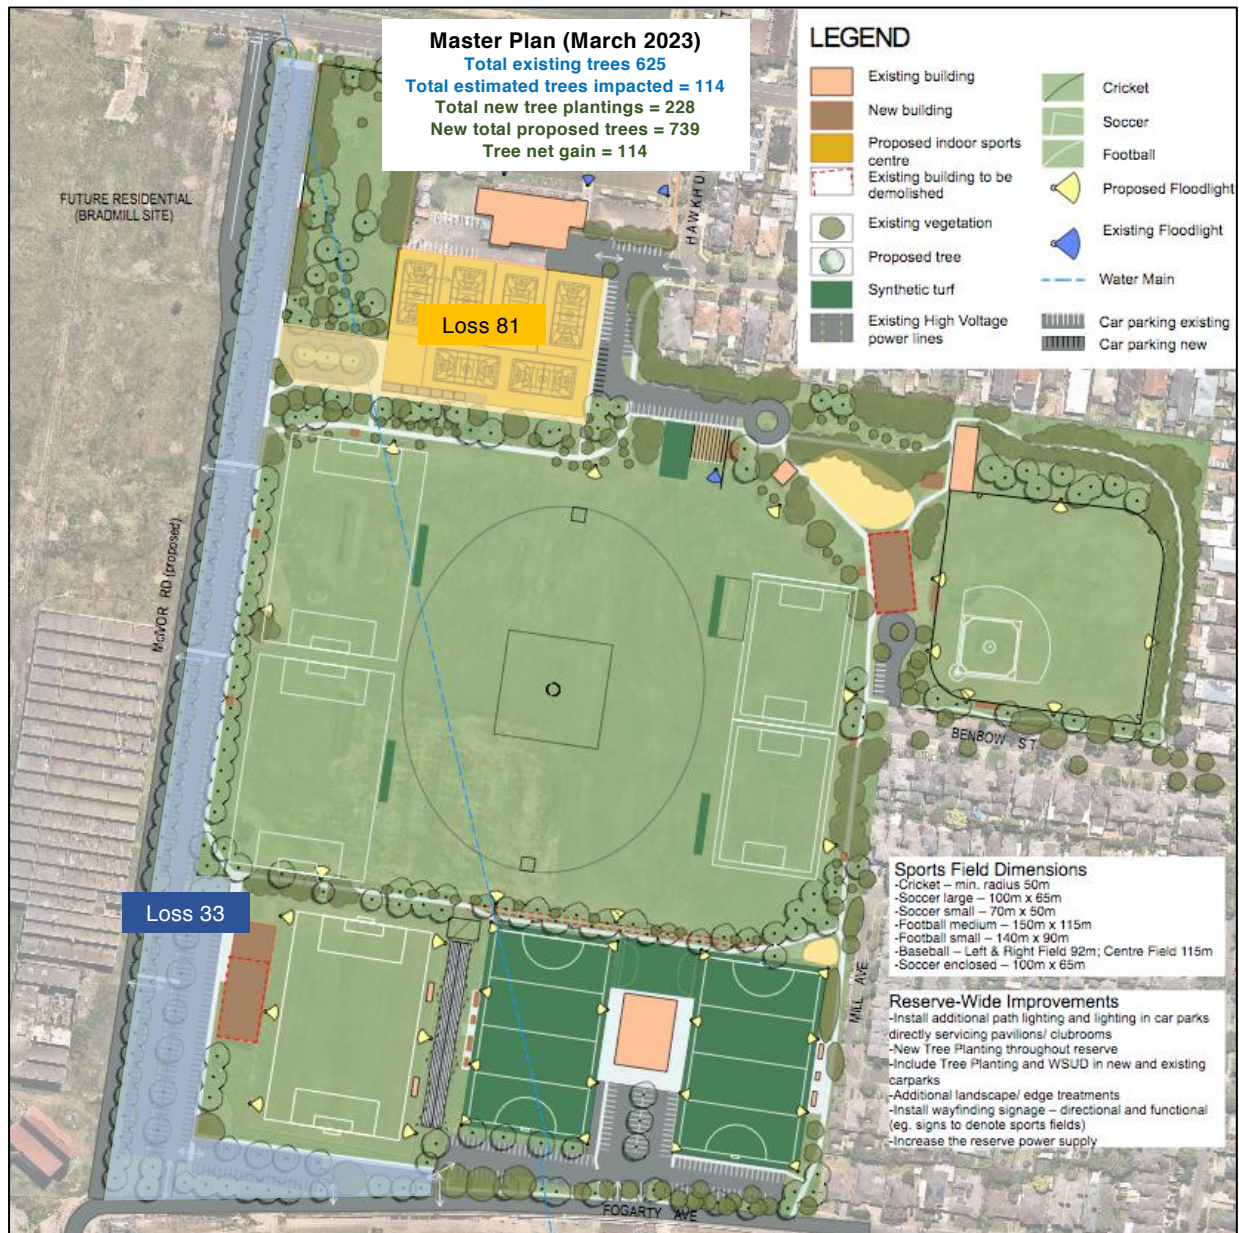 Master Plan (March 2023)
Total existing trees 625
Total estimated trees impacted = 114
Total new tree plantings = 228
New total proposed trees = 739
Tree net gain = 114
LEGEND
Existing building
New building
Proposed indoor sports
centre
Existing building to be
demolished
Existing vegetation
Proposed tree
Synthetic turf
Existing High Voltage
power lines
Cricket
Soccer
Football
Proposed Floodlight
Existing Floodlight
Water Main
Car parking existing
Car parking new
FUTURE RESIDENTIAL
(BRADMILL SITE)
HAWKHU
Loss 81
McIVOR RD (proposed)
BENBOW ST
Loss 33
MILL AVE
FOGARTY AVE
Sports Field Dimensions
-Cricket – min. radius 50m
-Soccer large – 100m x 65m
-Soccer small – 70m x 50m
-Football medium – 150m x 115m
-Football small – 140m x 90m
-Baseball – Left & Right Field 92m; Centre Field 115m
-Soccer enclosed – 100m x 65m
Reserve-Wide Improvements
-Install additional path lighting and lighting in car parks
directly servicing pavilions/ clubrooms
-New Tree Planting throughout reserve
-Include Tree Planting and WSUD in new and existing
carparks
-Additional landscape/ edge treatments
-Install wayfinding signage – directional and functional
(eg. signs to denote sports fields)
-Increase the reserve power supply